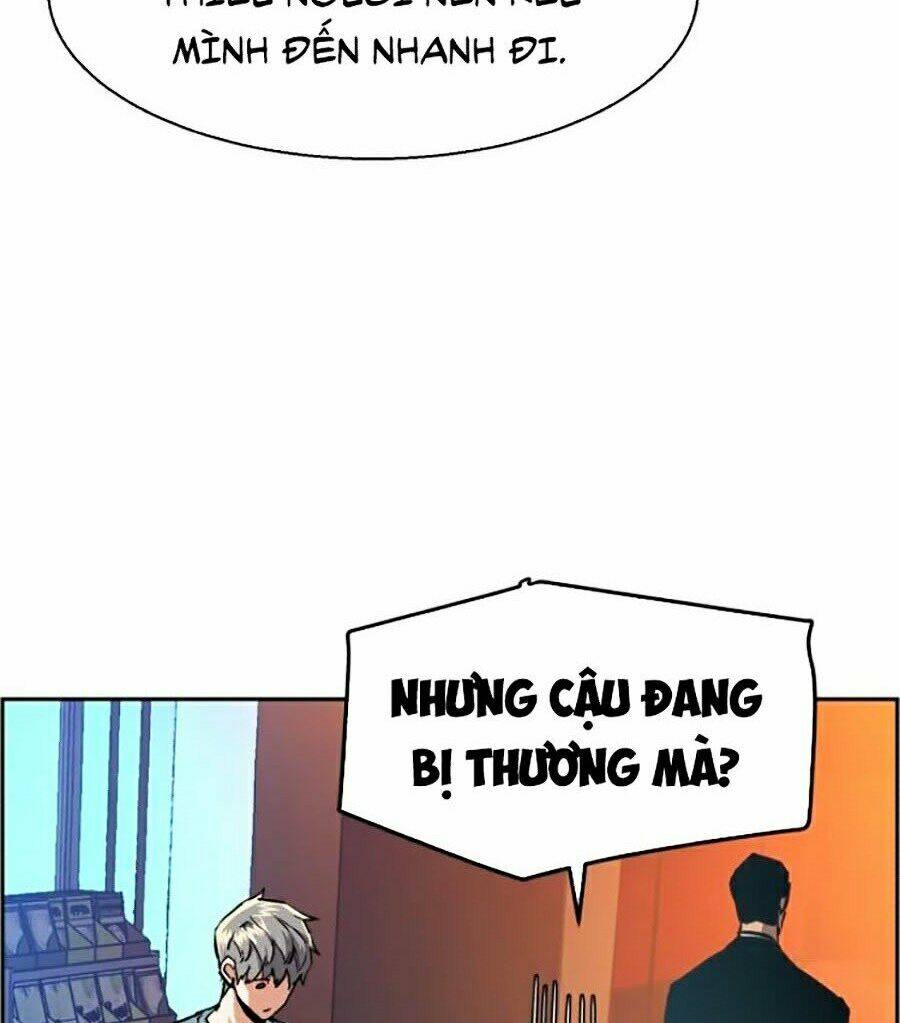 MÌNH ĐẾN NHANH ĐI.
NHƯNG CẬU ĐANG
BỊ THƯƠNG MÀ?